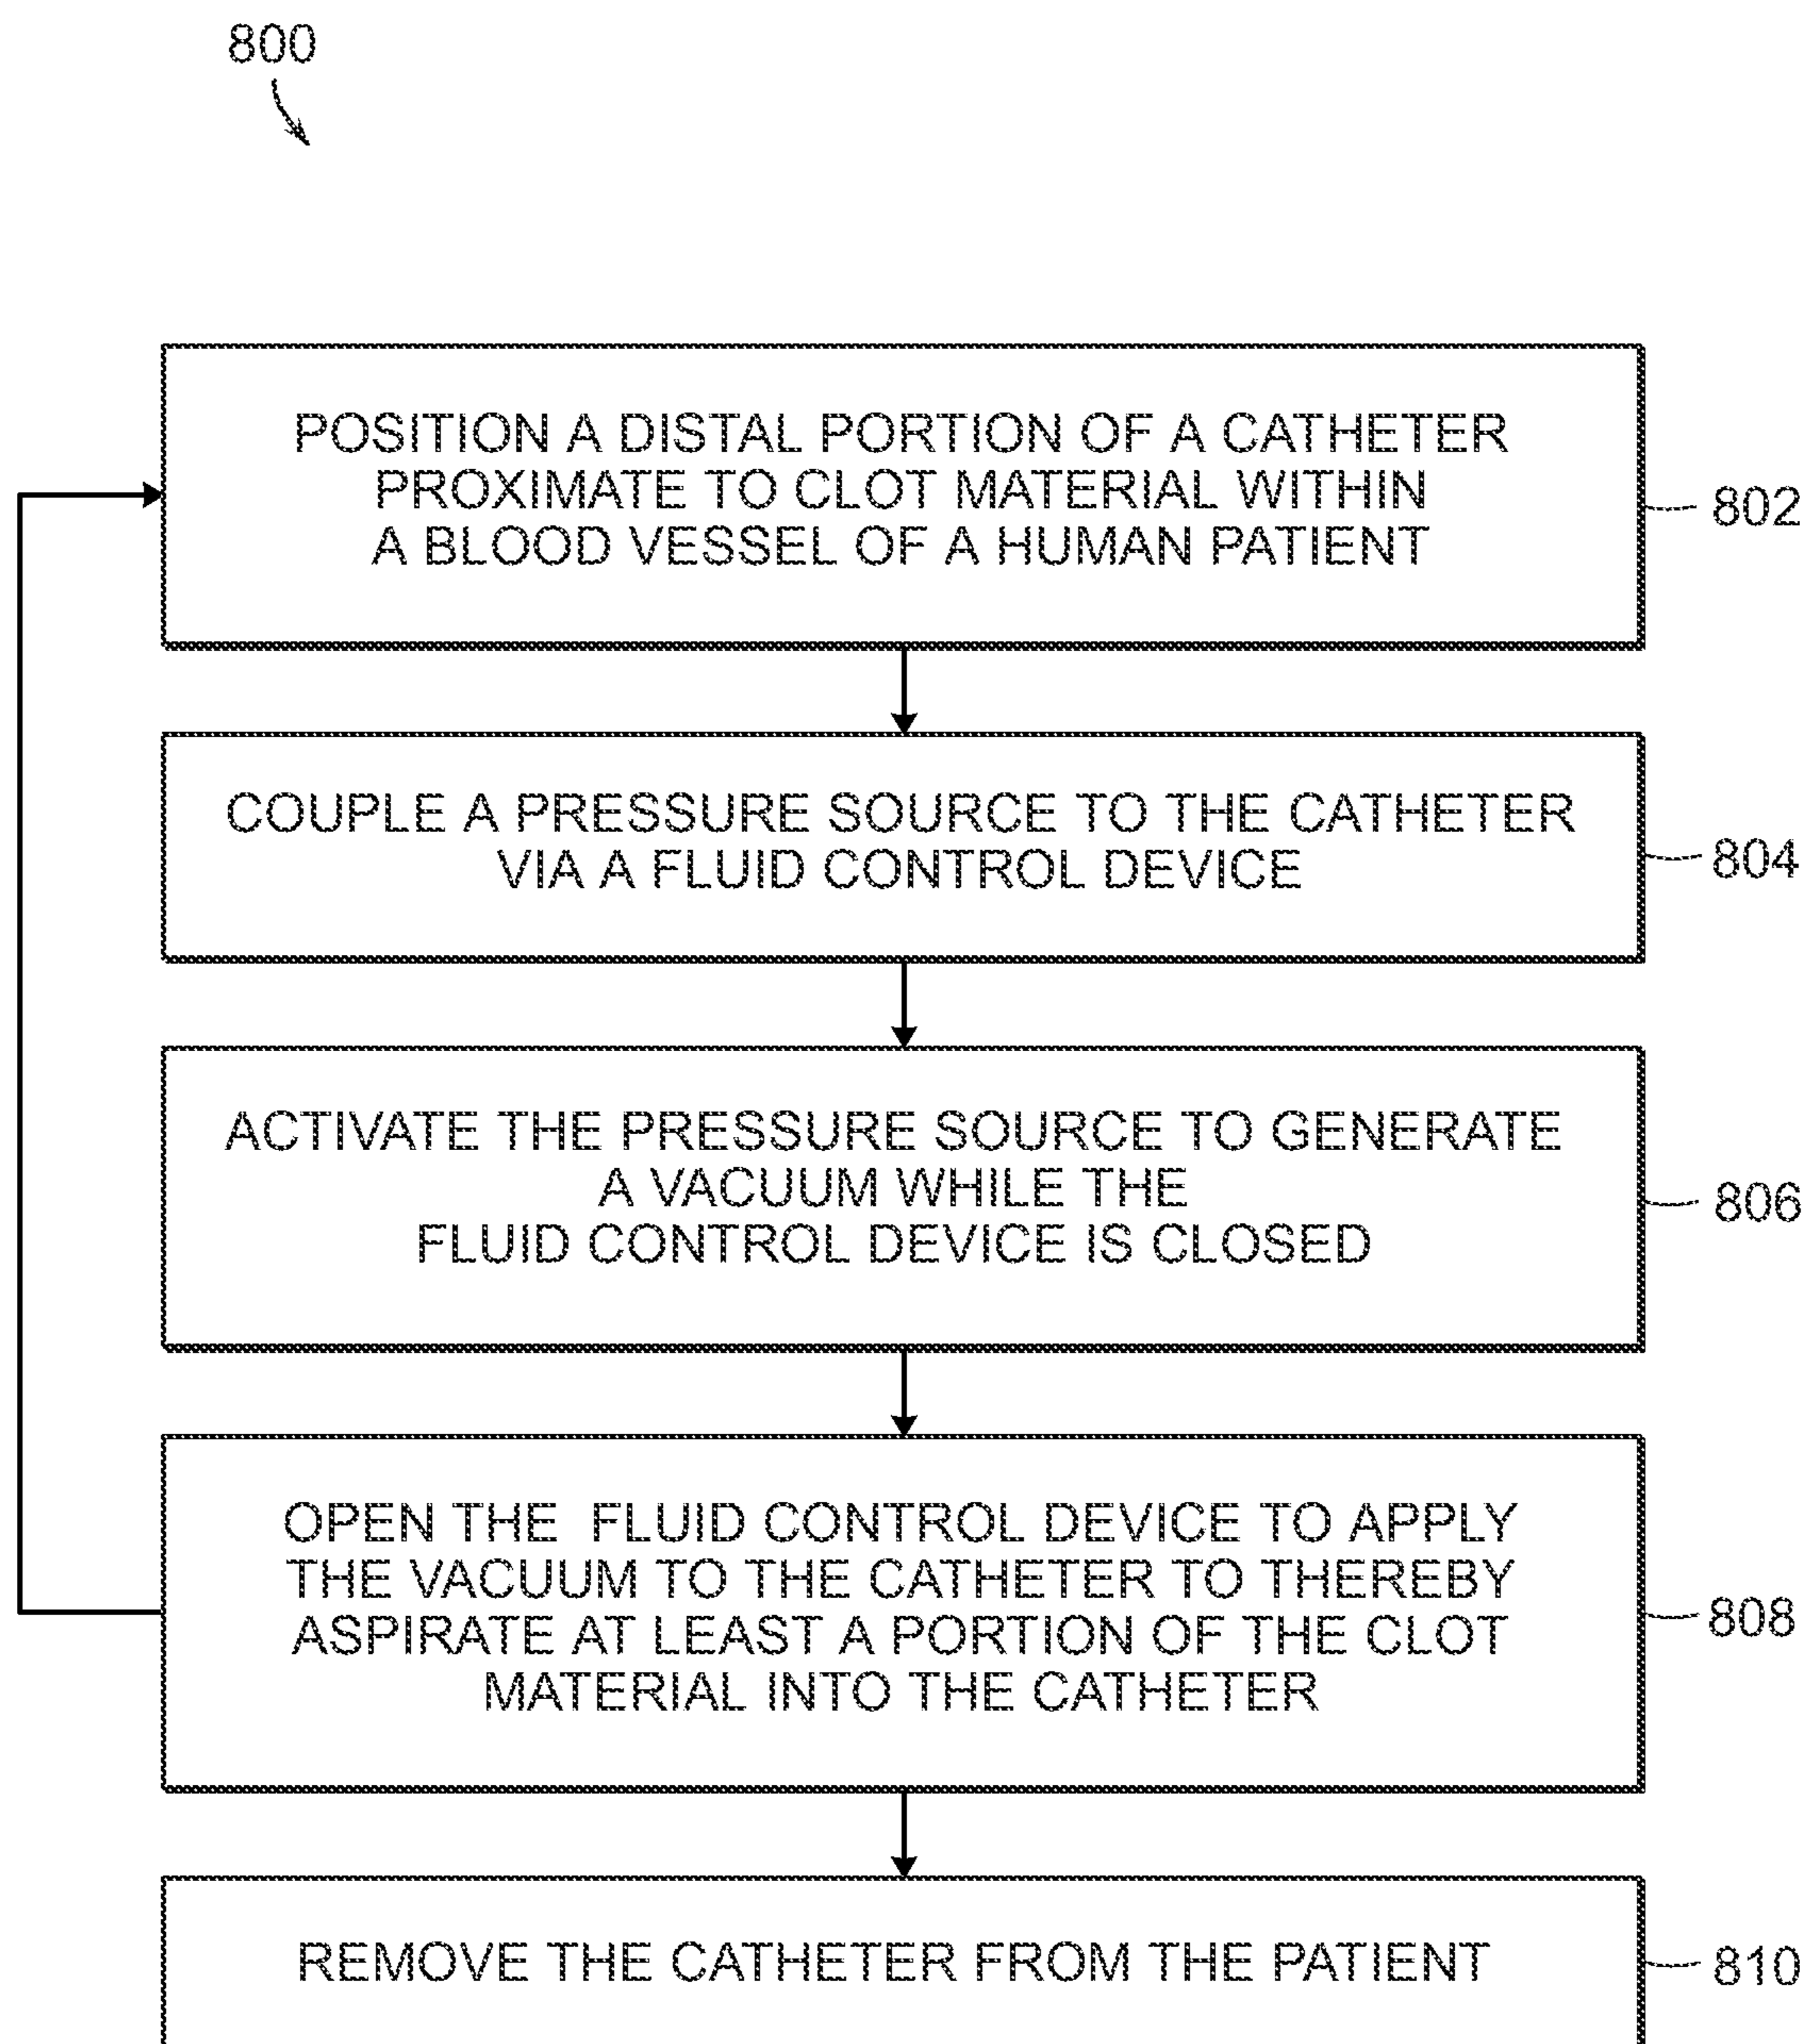 800
POSITION A DISTAL PORTION OF A CATHETER
PROXIMATE TO CLOT MATERIAL WITHIN
A BLOOD VESSEL OF A HUMAN PATIENT
802
COUPLE A PRESSURE SOURCE TO THE CATHETER
VIA A FLUID CONTROL DEVICE
804
ACTIVATE THE PRESSURE SOURCE TO GENERATE
A VACUUM WHILE THE
FLUID CONTROL DEVICE IS CLOSED
806
OPEN THE FLUID CONTROL DEVICE TO APPLY
THE VACUUM TO THE CATHETER TO THEREBY
ASPIRATE AT LEAST A PORTION OF THE CLOT
MATERIAL INTO THE CATHETER
808
REMOVE THE CATHETER FROM THE PATIENT
810